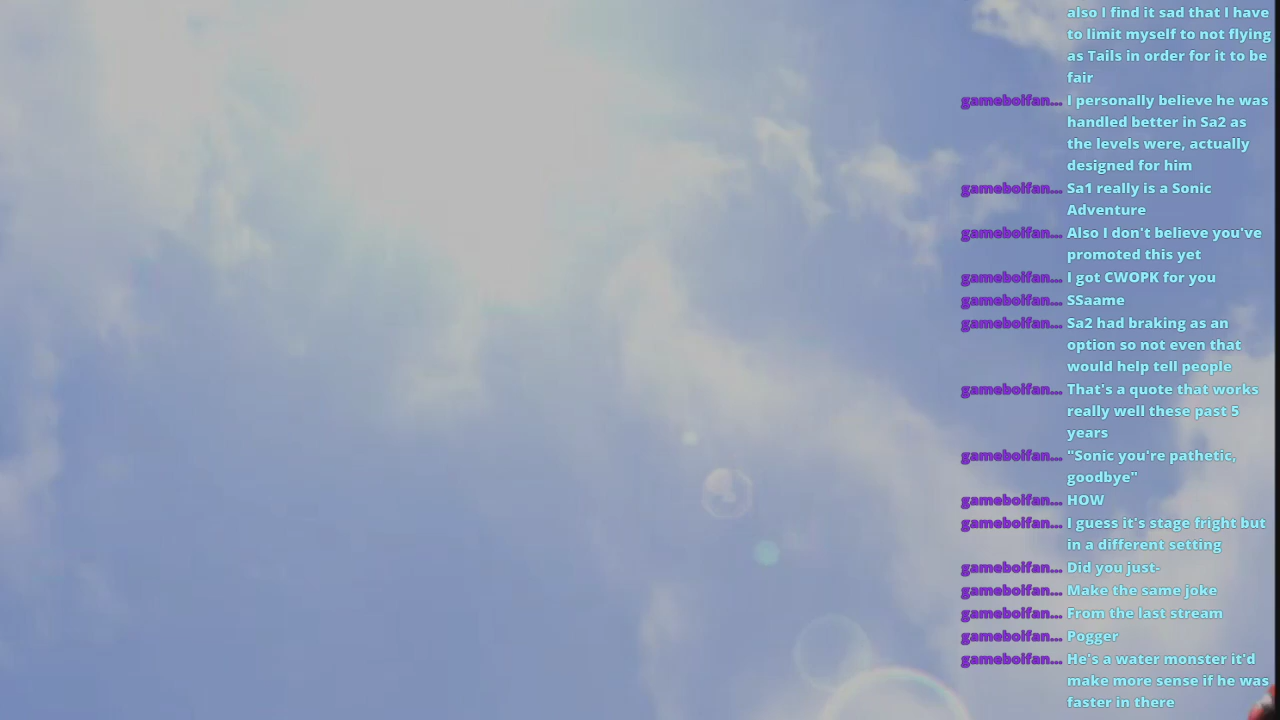 also I find it sad that I have
to limit myself to not flying
as Tails in order for it to be
fair
gameboifan... I personally believe he was
handled better in Sa2 as
the levels were, actually
designed for him
gameboifan... Sa1 really is a Sonic
Adventure
gameboifan... Also I don't believe you've
promoted this yet
gameboifan... I got CWOPK for you
gameboifan... SSaame
gameboifan... Sa2 had braking as an
option so not even that
would help tell people
gameboifan... That's a quote that works
really well these past 5
years
gameboifan... "Sonic you're pathetic,
goodbye"
gameboifan... HOW
gameboifan... I guess it's stage fright but
in a different setting
gameboifan... Did you just-
gameboifan... Make the same joke
gameboifan... From the last stream
gameboifan... Pogger
gameboifan... He's a water monster it'd
make more sense if he was
faster in there